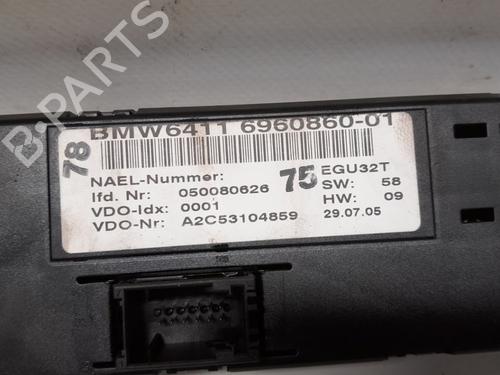 BMW6411 6960860-01
78
NAEL-Nummer:
lfd. Nr: 050080626
VDO-Idx: 0001
VDO-Nr: A2C53104859
75
EGU32T
SW: 58
HW: 09
29.07.05
B-PARTS